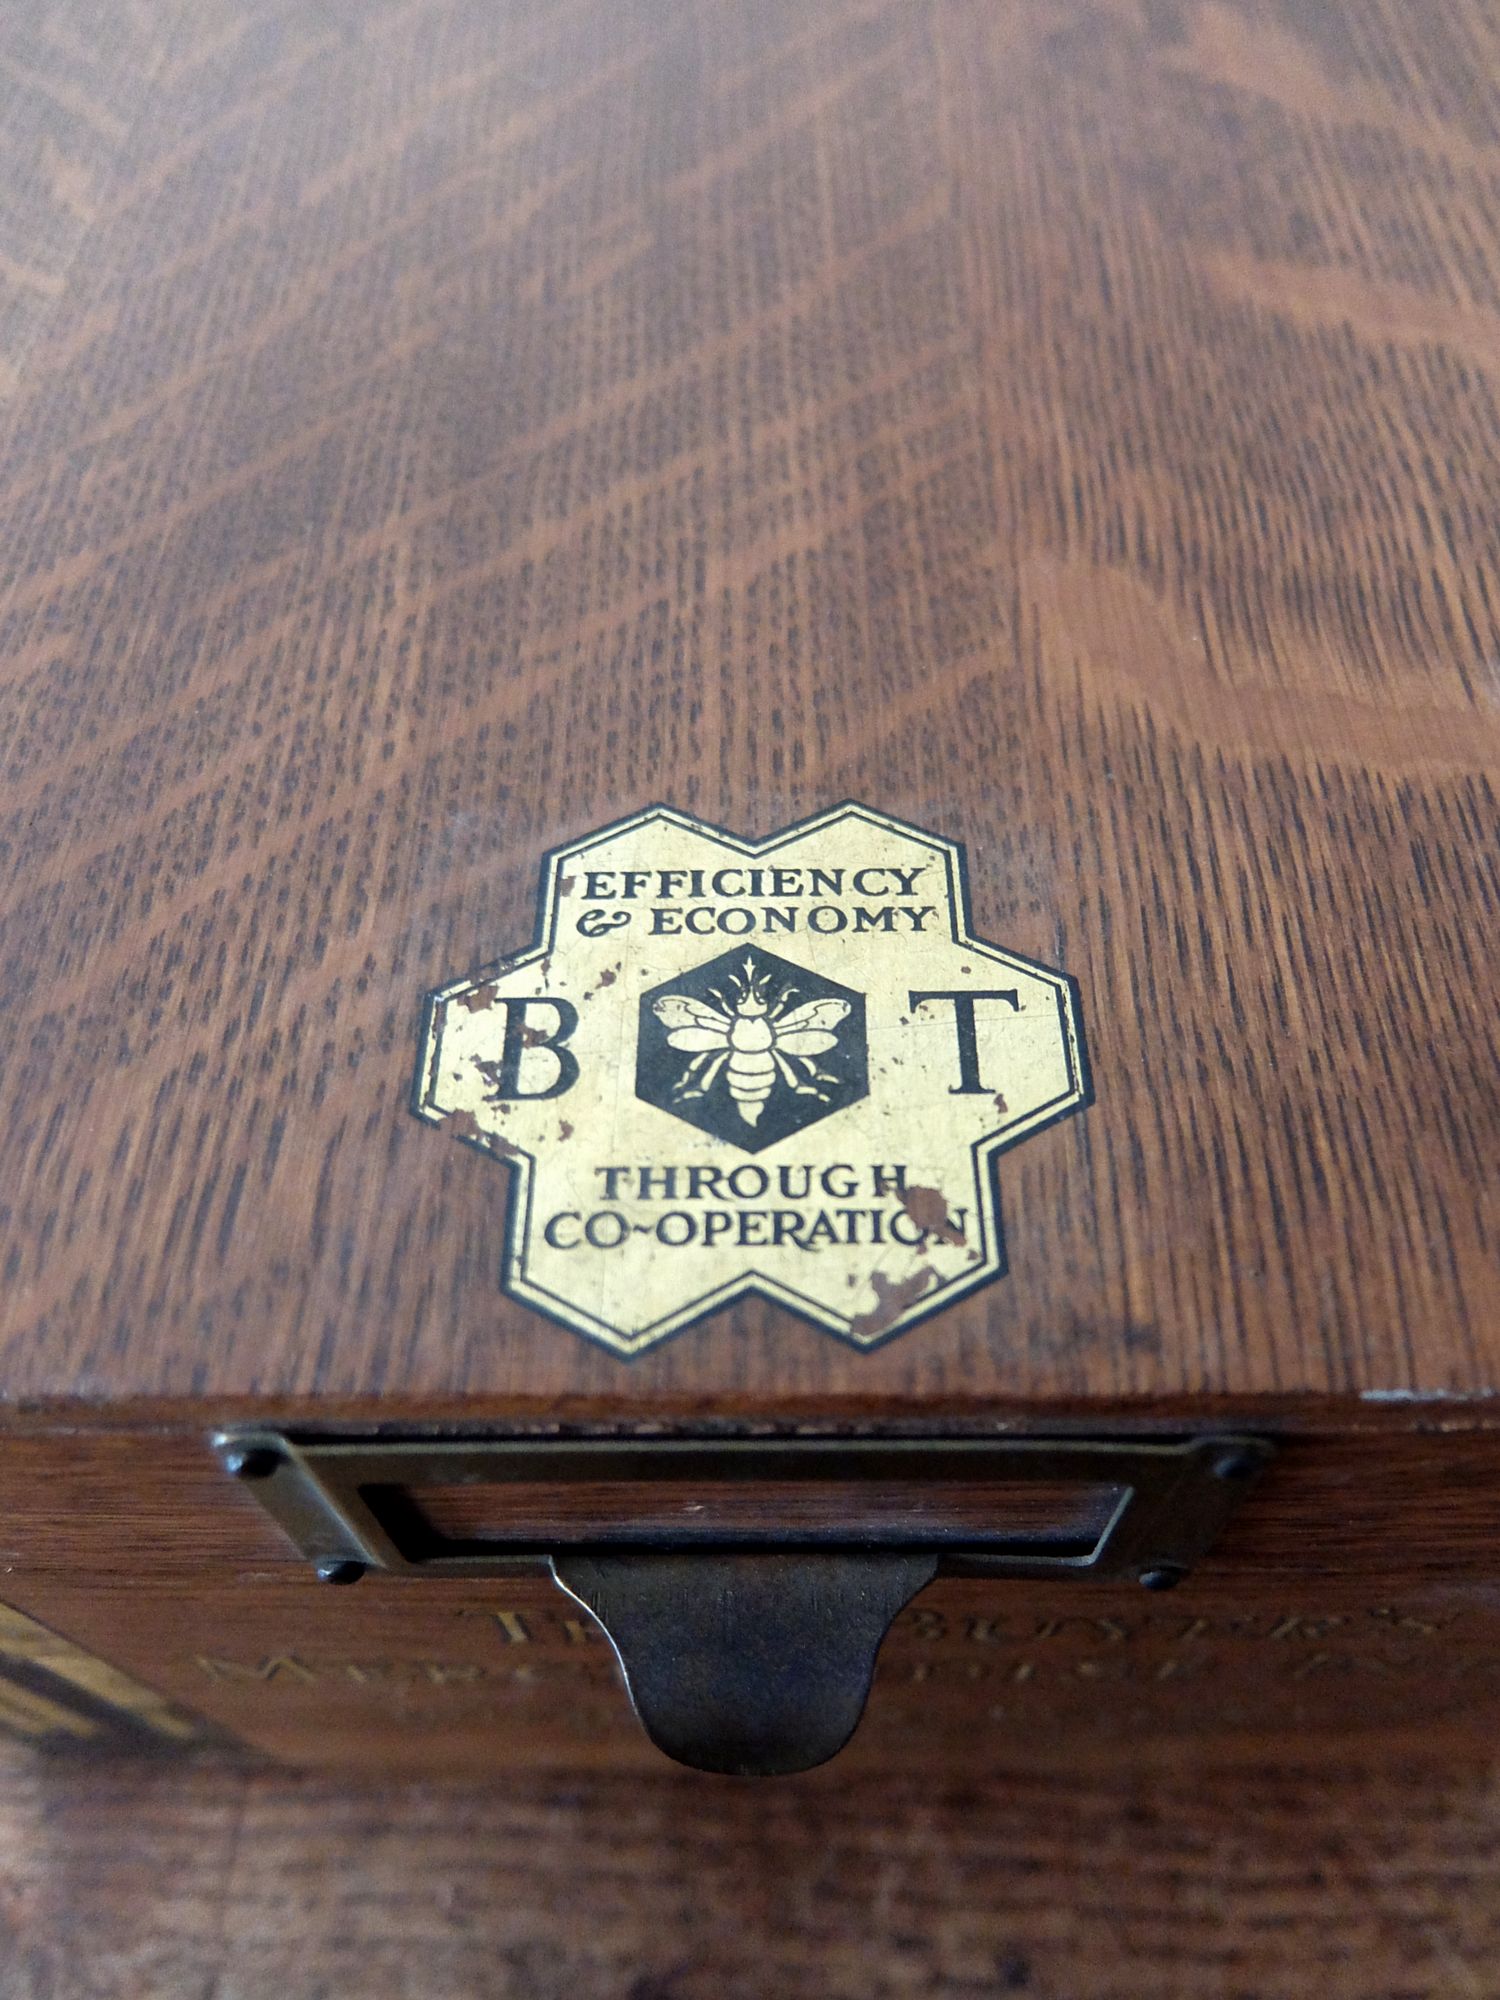 EFFICIENCY
& ECONOMY
B T
THROUGH
CO-OPERATION